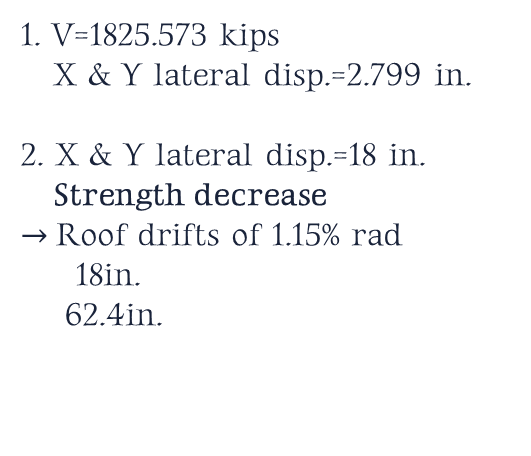 1. V=1825.573 kips
X & Y lateral disp.=2.799 in.
2. X & Y lateral disp.=18 in.
Strength decrease
→ Roof drifts of 1.15% rad
18in.
62.4in.